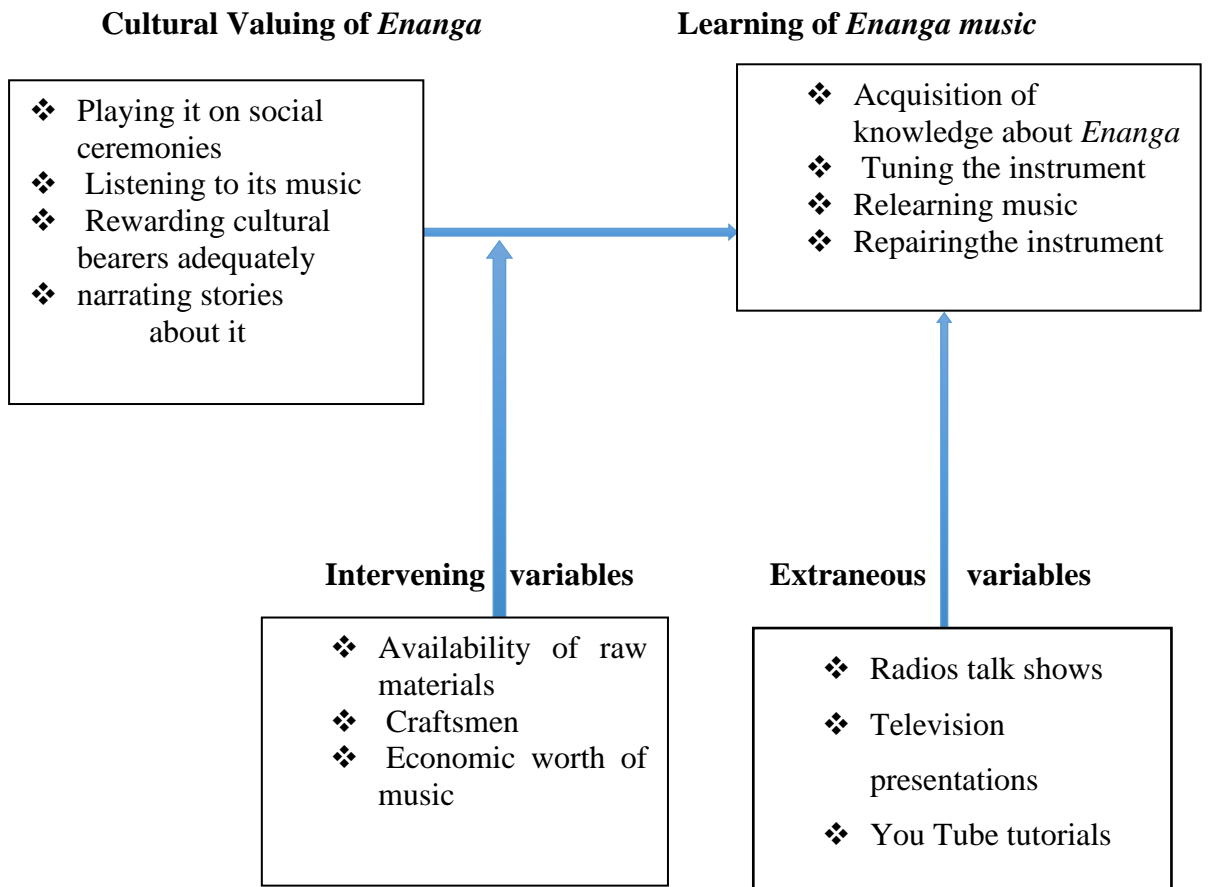 Cultural Valuing of Enanga
Learning of Enanga music
❖ Playing it on social
ceremonies
❖ Listening to its music
❖ Rewarding cultural
bearers adequately
❖ narrating stories
about it
❖ Acquisition of
knowledge about Enanga
❖ Tuning the instrument
❖ Relearning music
❖ Repairingthe instrument
Intervening variables
Extraneous variables
❖ Availability of raw
materials
❖ Craftsmen
❖ Economic worth of
music
❖ Radios talk shows
❖ Television
presentations
❖ You Tube tutorials